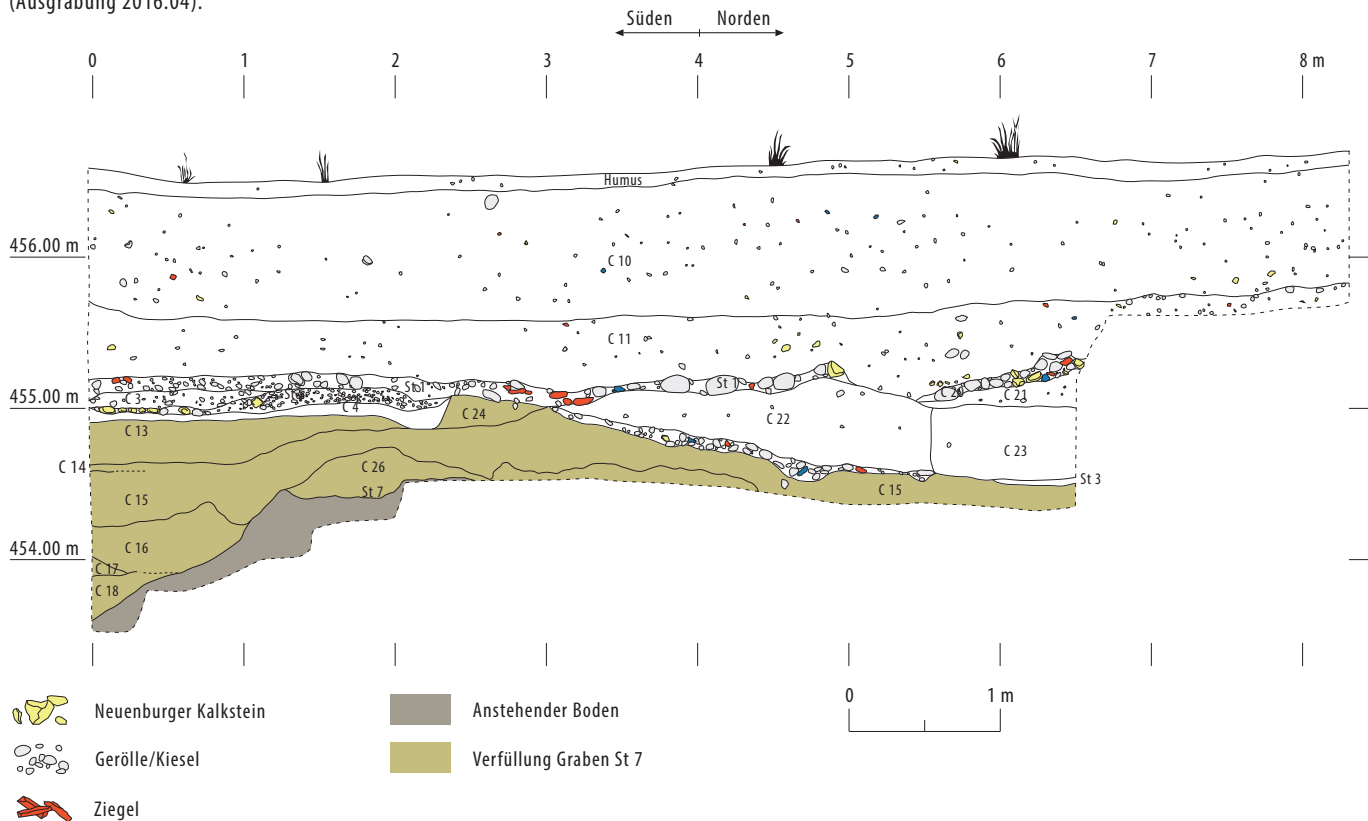 (Ausgrabung 2016.04).
Süden Norden
0 1 2 3 4 5 6 7 8 m
Humus
456.00 m
C 10
C 11
St 1
St
455.00 m
C 3
C 4
C 20
C 21
C 24
C 22
C 13
C 23
C 14
C 26
St 3
St 7
C 15
C 15
C 16
454.00 m
C 17
C 18
0 1 m
Neuenburger Kalkstein
Anstehender Boden
Gerölle/Kiesel
Verfüllung Graben St 7
Ziegel